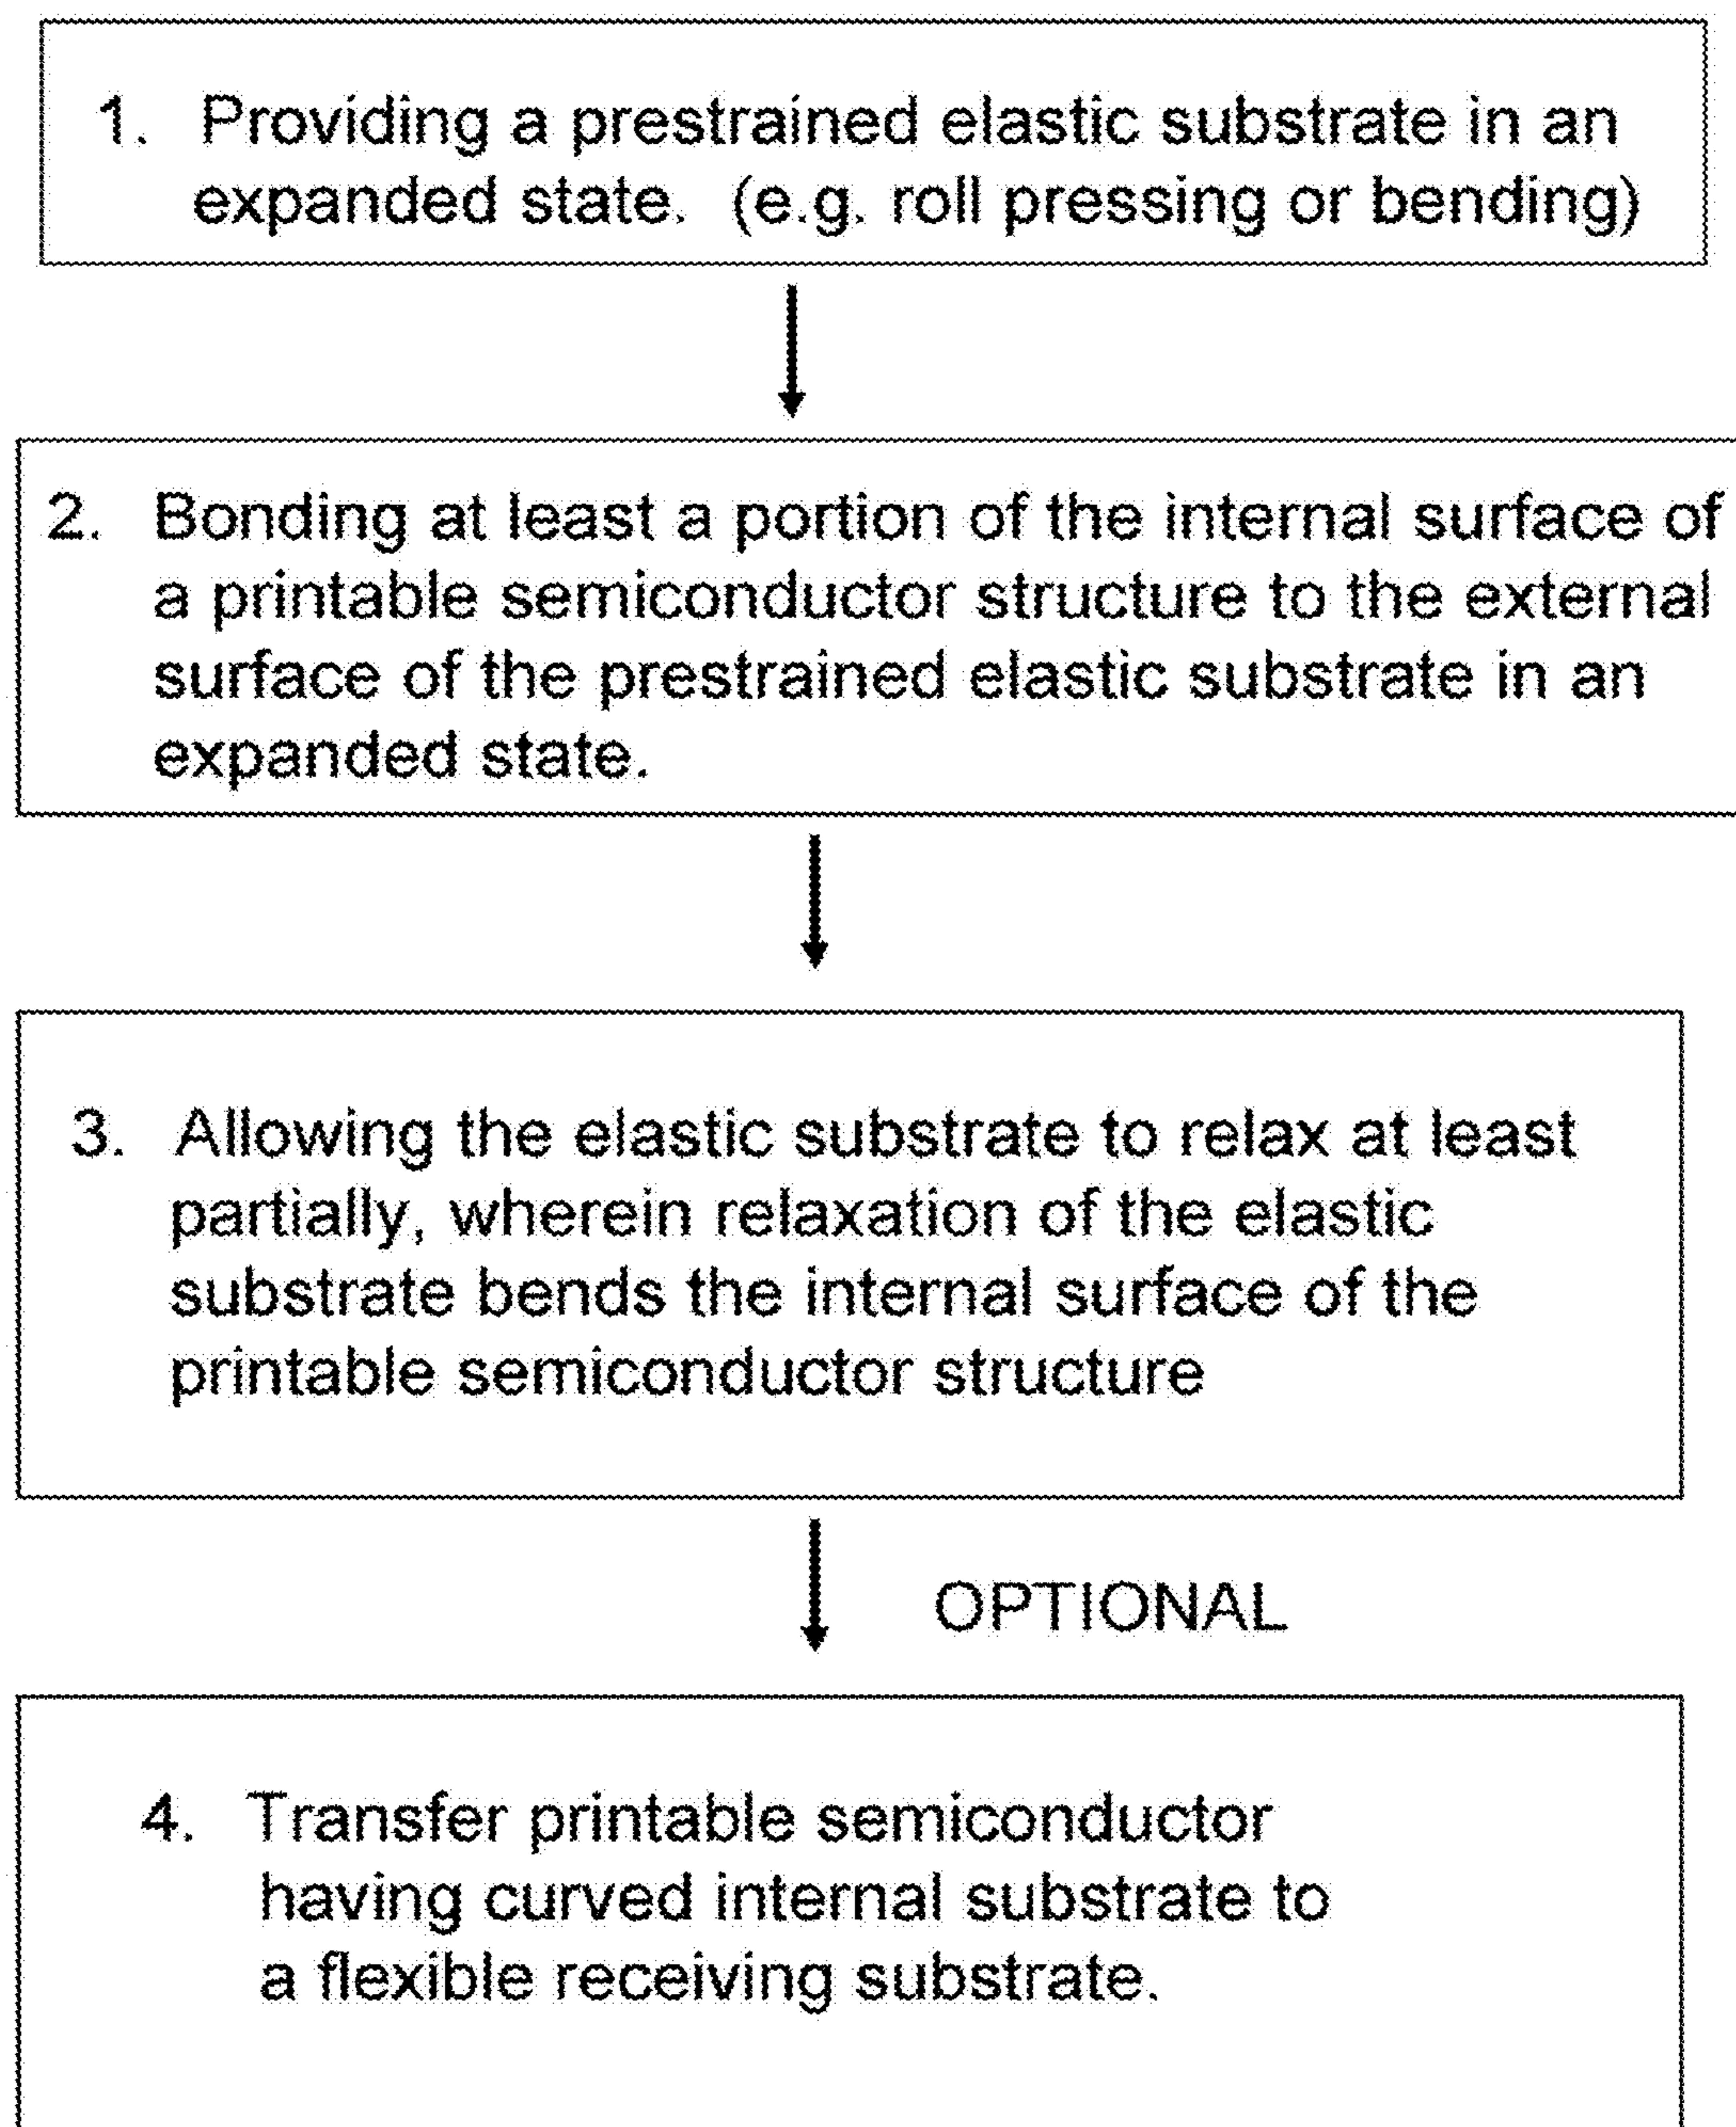 1. Providing a prestrained elastic substrate in an
expanded state. (e.g. roll pressing or bending)
2. Bonding at least a portion of the internal surface of
a printable semiconductor structure to the external
surface of the prestrained elastic substrate in an
expanded state.
3. Allowing the elastic substrate to relax at least
partially, wherein relaxation of the elastic
substrate bends the internal surface of the
printable semiconductor structure
OPTIONAL
4. Transfer printable semiconductor
having curved internal substrate to
a flexible receiving substrate.